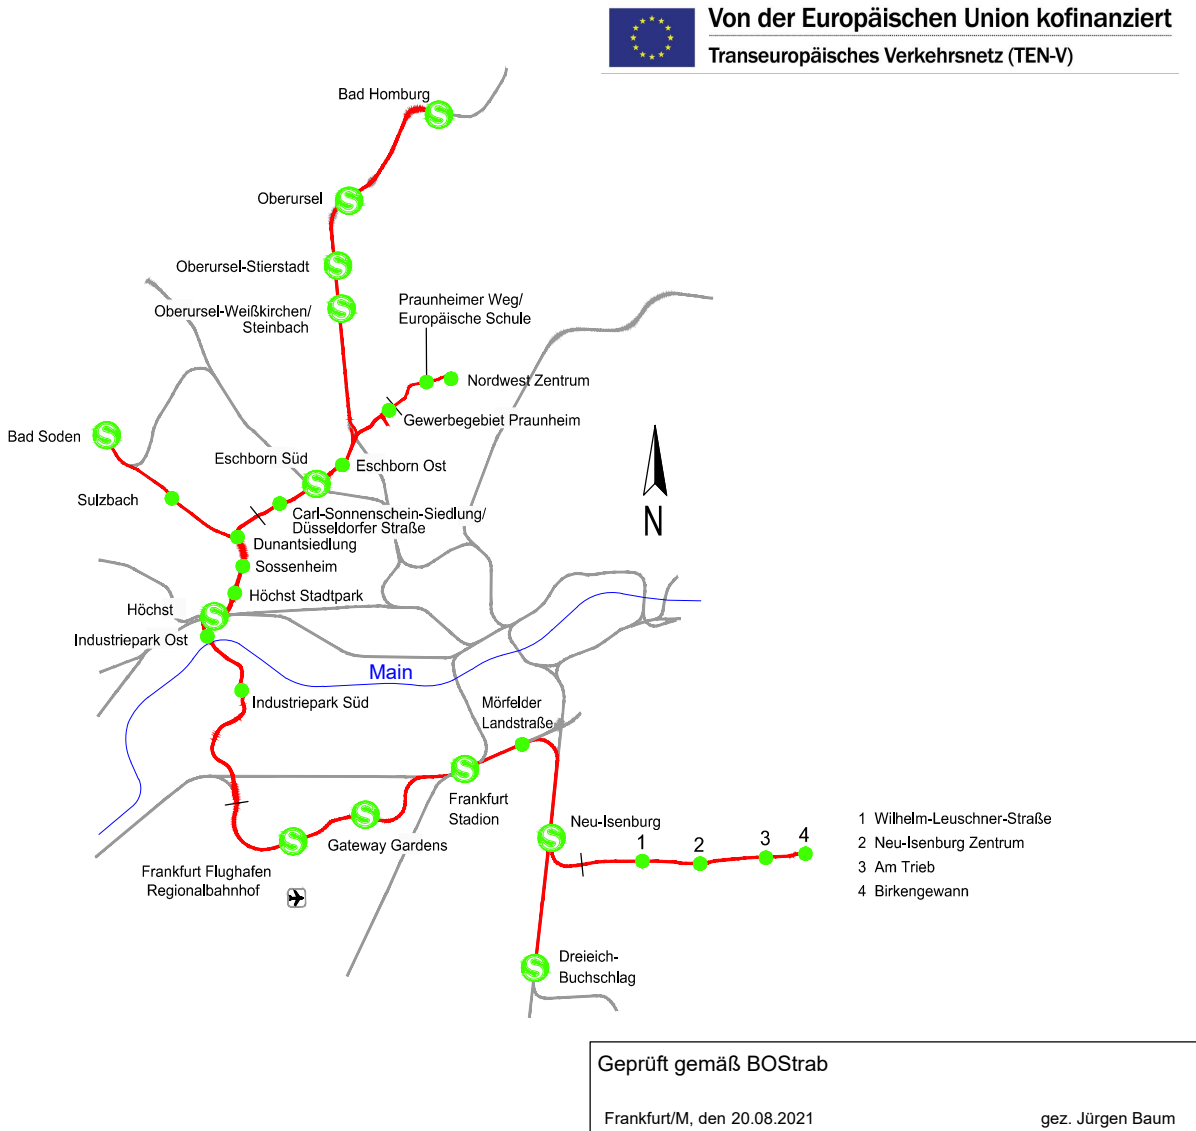 Von der Europäischen Union kofinanziert
Transeuropäisches Verkehrsnetz (TEN-V)
Bad Homburg
S
Oberursel
S
Oberursel-Stierstadt
S
Oberursel-Weißkirchen/
Steinbach
S
Praunheimer Weg/
Europäische Schule
Nordwest Zentrum
Gewerbegebiet Praunheim
Bad Soden
S
Eschborn Süd
S
Eschborn Ost
Sulzbach
Carl-Sonnenschein-Siedlung/
Düsseldorfer Straße
Dunantsiedlung
Sossenheim
Höchst Stadtpark
Höchst
S
Industriepark Ost
N
Main
Industriepark Süd
Mörfelder
Landstraße
S
Frankfurt
Stadion
S
Gateway Gardens
S
Frankfurt Flughafen
Regionalbahnhof
Neu-Isenburg
S
1
2
3
4
1 Wilhelm-Leuschner-Straße
2 Neu-Isenburg Zentrum
3 Am Trieb
4 Birkengewann
Dreieich-
Buchschlag
S
Geprüft gemäß BOStrab
Frankfurt/M, den 20.08.2021
gez. Jürgen Baum